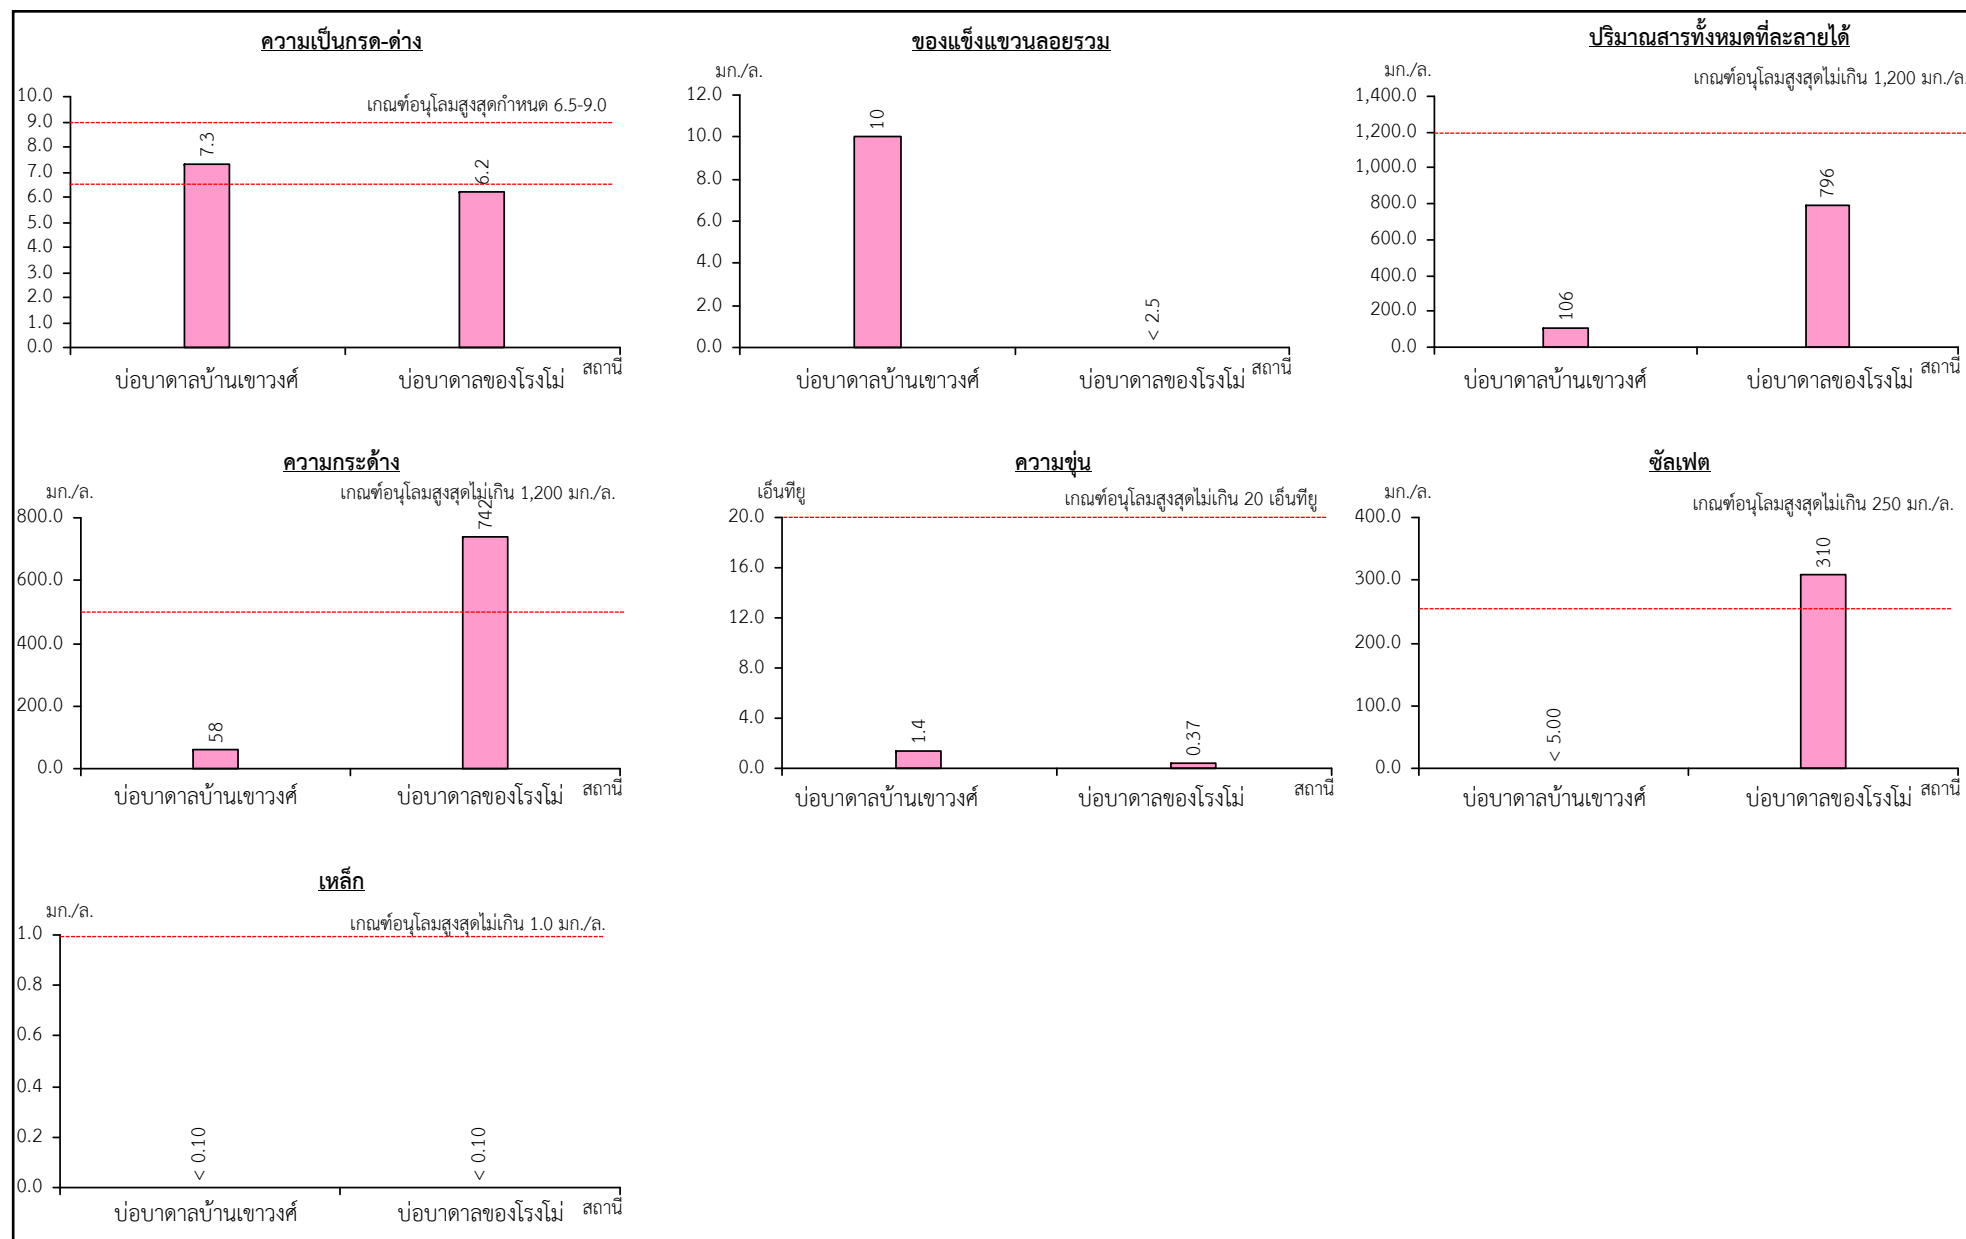 ความเป็นกรด-ด่าง
เกณฑ์อนุโลมสูงสุดกำหนด 6.5-9.0
10.0
9.0
8.0
7.0
6.0
5.0
4.0
3.0
2.0
1.0
0.0
7.3
6.2
บ่อบาดาลบ้านเขาวงศ์
บ่อบาดาลของโรงโม่
สถานี
ของแข็งแขวนลอยรวม
มก./ล.
12.0
10.0
8.0
6.0
4.0
2.0
0.0
10
< 2.5
บ่อบาดาลบ้านเขาวงศ์
บ่อบาดาลของโรงโม่
สถานี
ปริมาณสารทั้งหมดที่ละลายได้
มก./ล.
เกณฑ์อนุโลมสูงสุดไม่เกิน 1,200 มก./ล.
1,400.0
1,200.0
1,000.0
800.0
600.0
400.0
200.0
0.0
106
796
บ่อบาดาลบ้านเขาวงศ์
บ่อบาดาลของโรงโม่
สถานี
ความกระด้าง
มก./ล.
เกณฑ์อนุโลมสูงสุดไม่เกิน 1,200 มก./ล.
800.0
600.0
400.0
200.0
0.0
58
742
บ่อบาดาลบ้านเขาวงศ์
บ่อบาดาลของโรงโม่
สถานี
ความขุ่น
เอ็นทียู
เกณฑ์อนุโลมสูงสุดไม่เกิน 20 เอ็นทียู
20.0
16.0
12.0
8.0
4.0
0.0
1.4
0.37
บ่อบาดาลบ้านเขาวงศ์
บ่อบาดาลของโรงโม่
สถานี
ซัลเฟต
มก./ล.
เกณฑ์อนุโลมสูงสุดไม่เกิน 250 มก./ล.
400.0
300.0
200.0
100.0
0.0
< 5.00
310
บ่อบาดาลบ้านเขาวงศ์
บ่อบาดาลของโรงโม่
สถานี
เหล็ก
มก./ล.
เกณฑ์อนุโลมสูงสุดไม่เกิน 1.0 มก./ล.
1.0
0.8
0.6
0.4
0.2
0.0
< 0.10
< 0.10
บ่อบาดาลบ้านเขาวงศ์
บ่อบาดาลของโรงโม่
สถานี